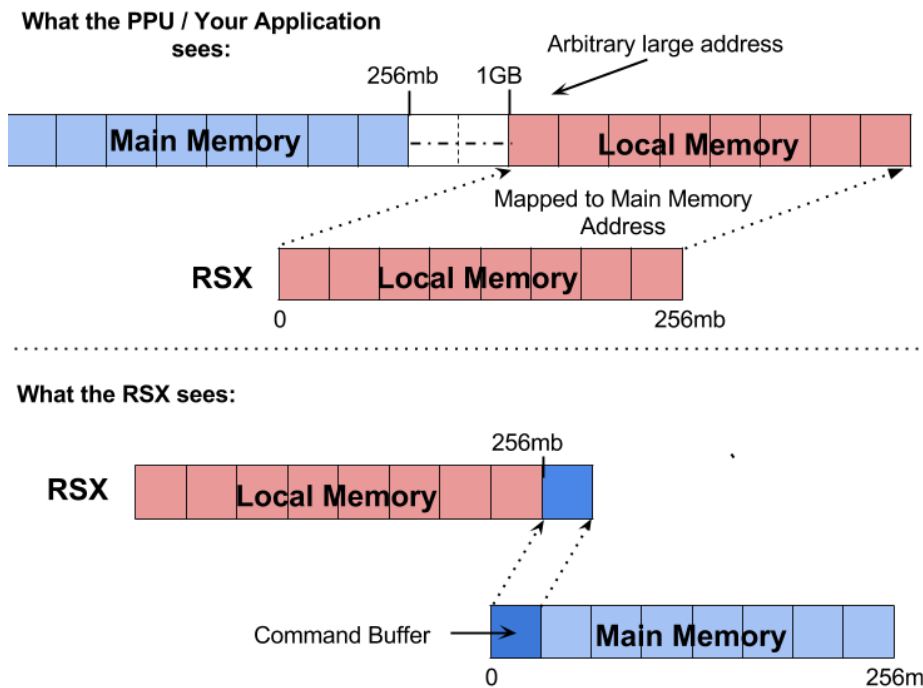 What the PPU / Your Application
sees:
Arbitrary large address
256mb
1GB
Main Memory
Local Memory
Mapped to Main Memory
Address
RSX
Local Memory
0
256mb
What the RSX sees:
256mb
RSX
Local Memory
Command Buffer
Main Memory
0
256m